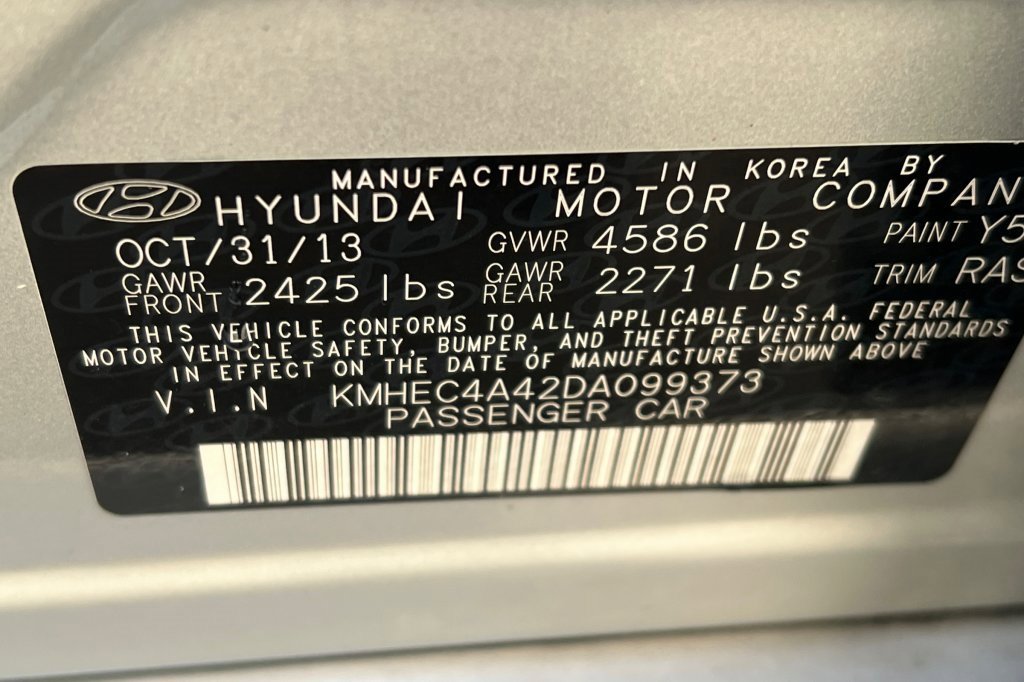 MANUFACTURED IN KOREA BY
HYUNDAI MOTOR COMPAN
OCT/31/13 GVWR 4586 lbs PAINT Y5
GAWR FRONT 2425 lbs GAWR REAR 2271 lbs TRIM RAS
THIS VEHICLE CONFORMS TO ALL APPLICABLE U.S.A. FEDERAL
MOTOR VEHICLE SAFETY, BUMPER, AND THEFT PREVENTION STANDARDS
IN EFFECT ON THE DATE OF MANUFACTURE SHOWN ABOVE
V.I.N KMHEC4A42DA099373
PASSENGER CAR